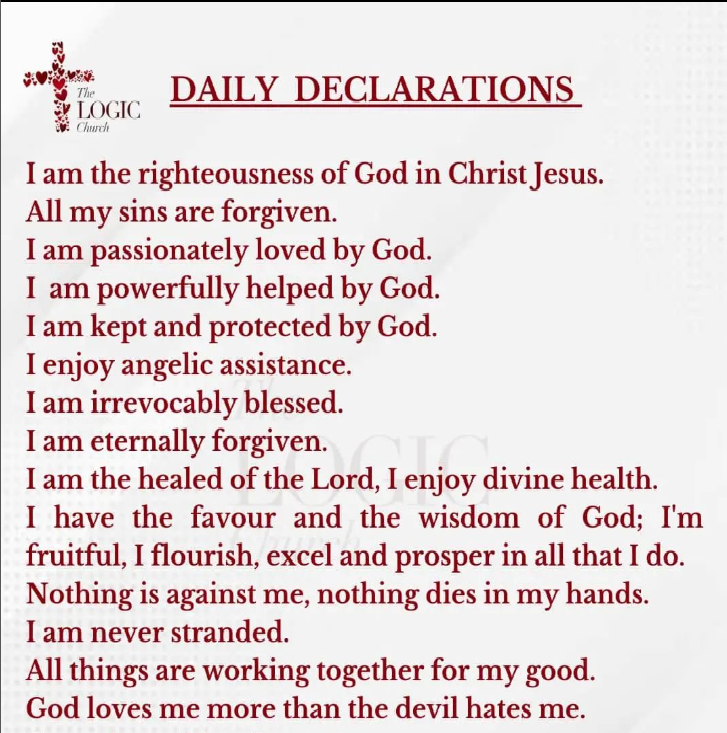 The
LOGIC
Church
DAILY DECLARATIONS
I am the righteousness of God in Christ Jesus.
All my sins are forgiven.
I am passionately loved by God.
I am powerfully helped by God.
I am kept and protected by God.
I enjoy angelic assistance.
I am irrevocably blessed.
I am eternally forgiven.
I am the healed of the Lord, I enjoy divine health.
I have the favour and the wisdom of God; I'm
fruitful, I flourish, excel and prosper in all that I do.
Nothing is against me, nothing dies in my hands.
I am never stranded.
All things are working together for my good.
God loves me more than the devil hates me.
The
LOGIC
Church